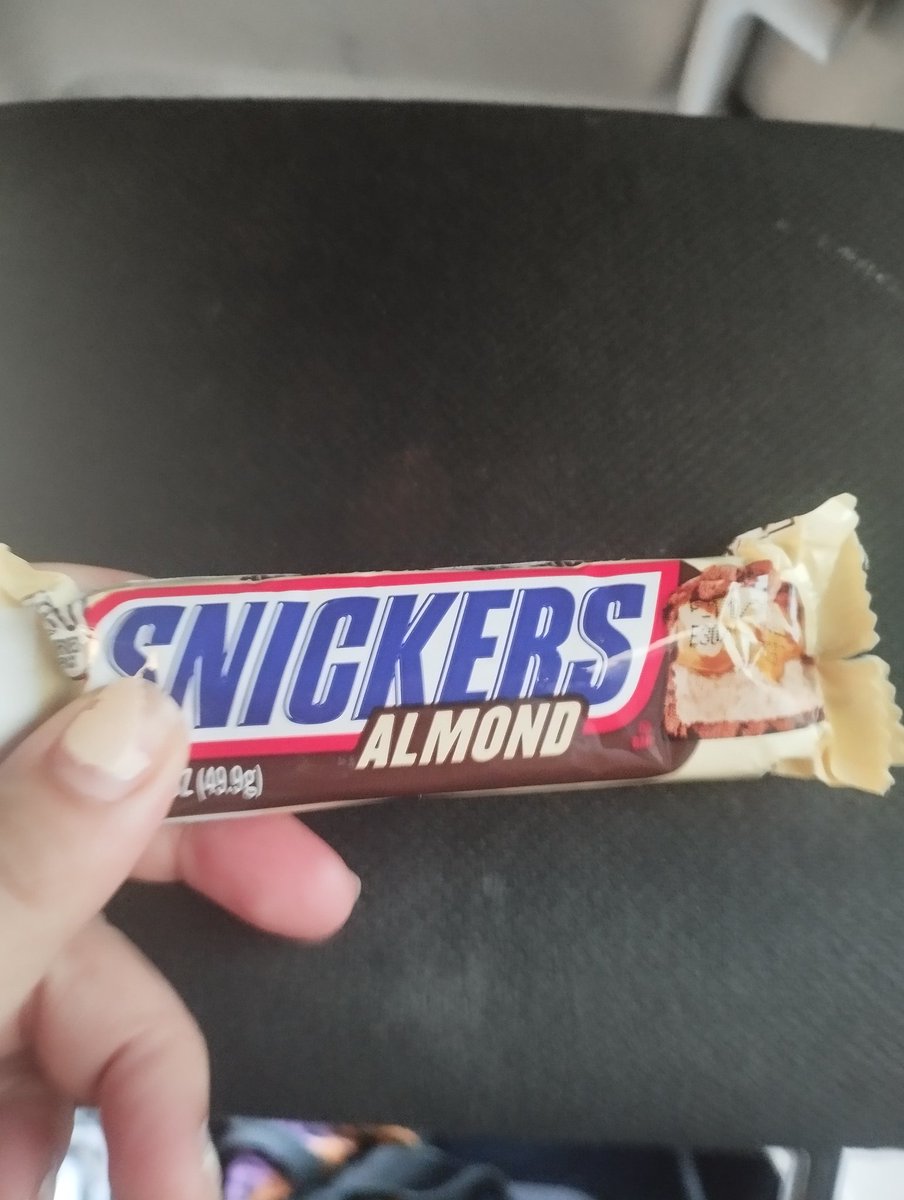 SNICKERS
ALMOND
Z (49.9g)